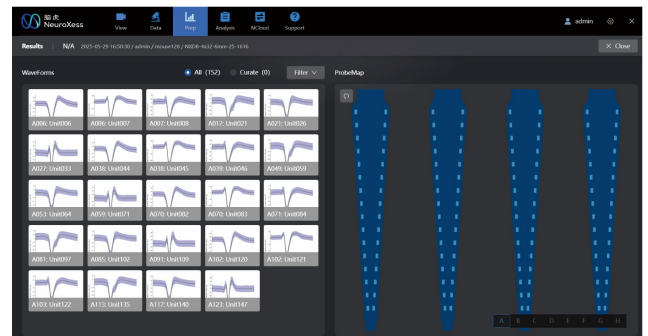 脑虎
NeuroXess
View
Data
Prep
Analysis
NCloud
Support
admin
Results
N/A 2025-05-29 16:50:30 / admin / mouse128 / NXD8-4x32-6mm-25-1616
Close
WaveForms
All (152)
Curate (0)
Filter
ProbeMap
A006: Unit006
A006: Unit007
A007: Unit008
A017: Unit021
A021: Unit026
A027: Unit033
A038: Unit044
A038: Unit045
A039: Unit046
A049: Unit059
A053: Unit064
A059: Unit071
A070: Unit082
A070: Unit083
A071: Unit084
A081: Unit097
A085: Unit102
A091: Unit109
A102: Unit120
A102: Unit121
A103: Unit122
A113: Unit135
A117: Unit140
A123: Unit147
A B C D E F G H